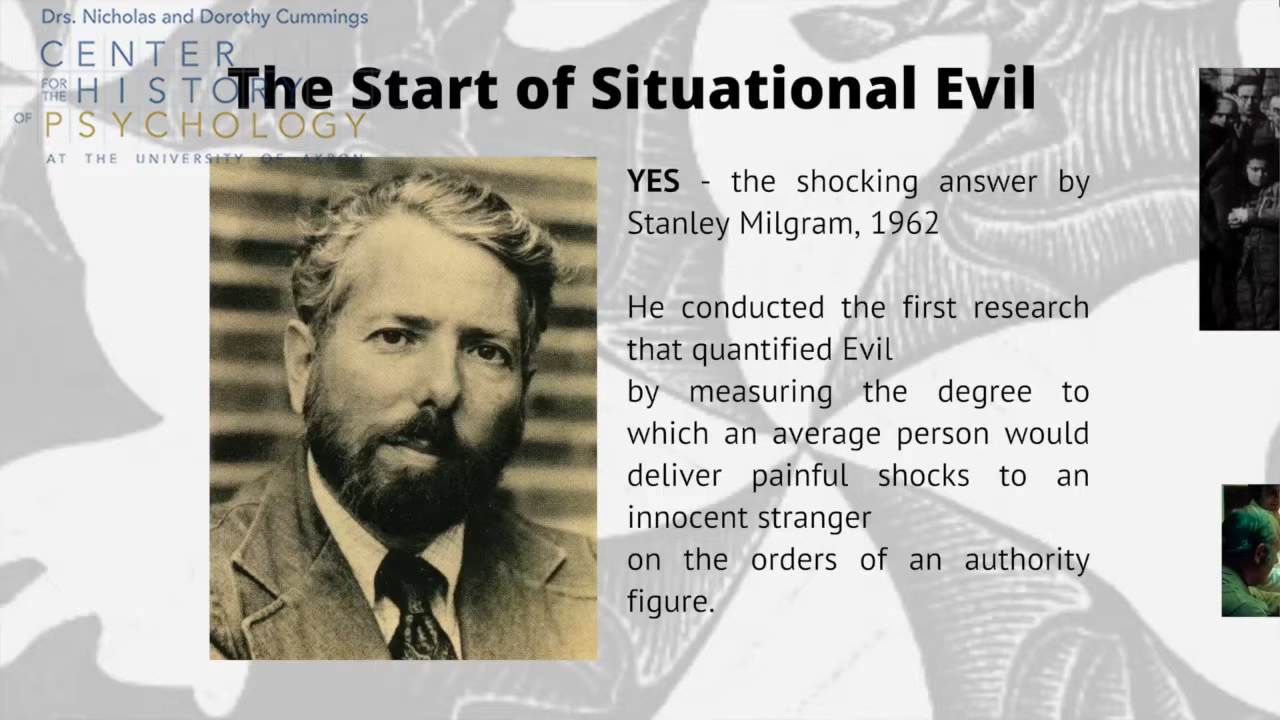 Drs. Nicholas and Dorothy Cummings
CENTER
FOR THE HISTORY
OF PSYCHOLOGY
AT THE UNIVERSITY OF AKRON
The Start of Situational Evil
YES - the shocking answer by
Stanley Milgram, 1962
He conducted the first research
that quantified Evil
by measuring the degree to
which an average person would
deliver painful shocks to an
innocent stranger
on the orders of an authority
figure.